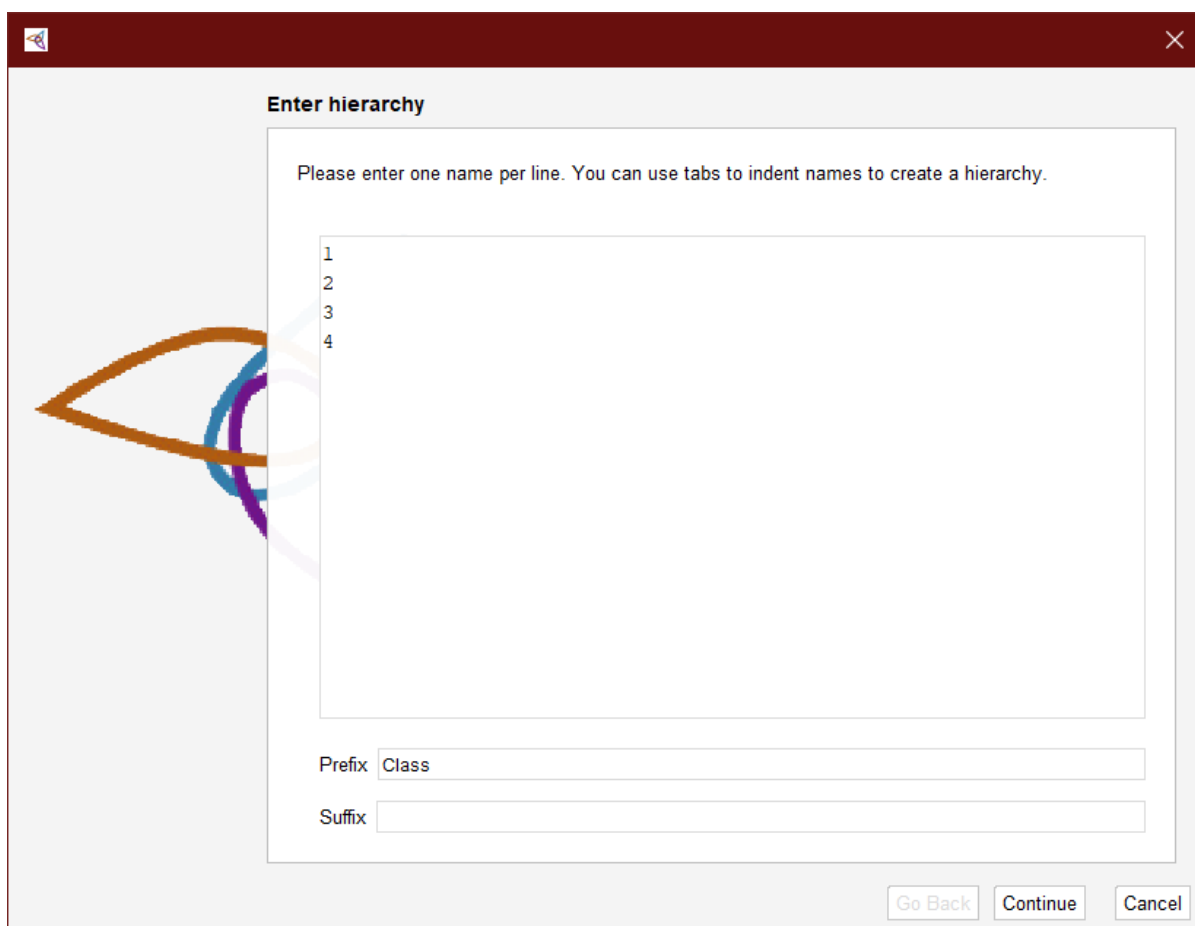 Enter hierarchy
Please enter one name per line. You can use tabs to indent names to create a hierarchy.
1
2
3
4
Prefix Class
Suffix
Go Back Continue Cancel